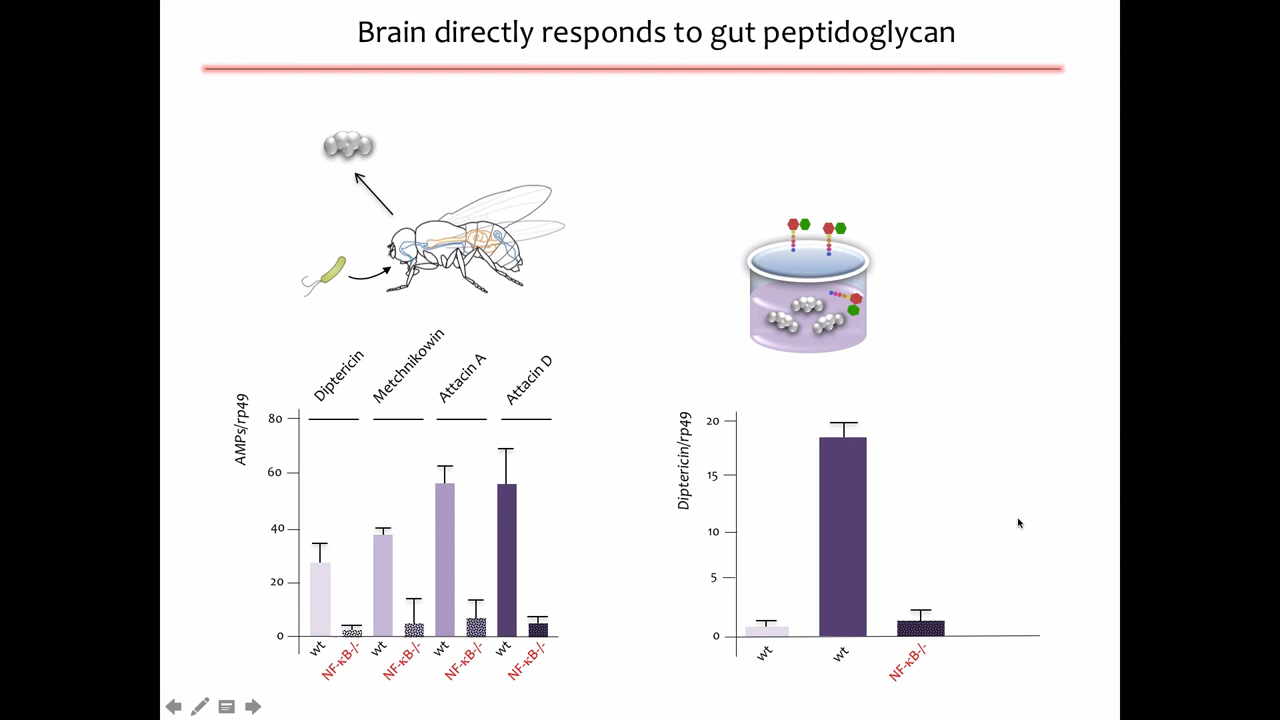 Brain directly responds to gut peptidoglycan
Diptericin
Metchnikowin
Attacin A
Attacin D
AMPs/rp49
80
60
40
20
0
wt
NF-κB-/-
wt
NF-κB-/-
wt
NF-κB-/-
wt
NF-κB-/-
Diptericin/rp49
20
15
10
5
0
wt
wt
NF-κB-/-